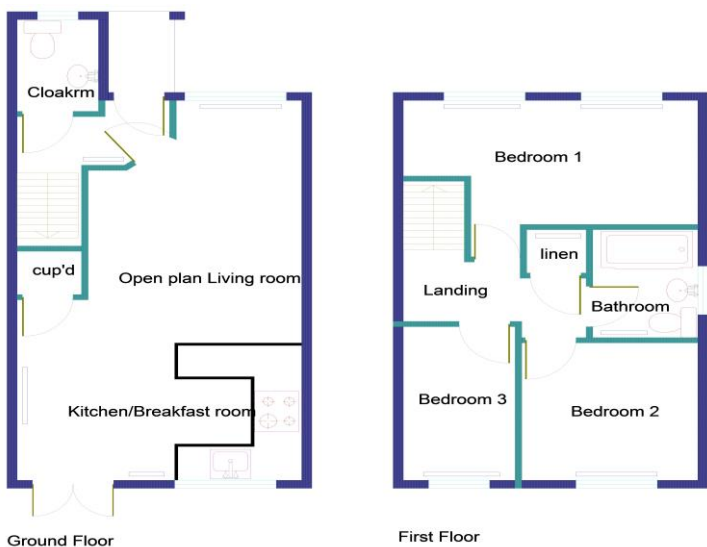 Cloakrm
cup'd
Open plan Living room
Kitchen/Breakfast room
Ground Floor
Bedroom 1
linen
Landing
Bathroom
Bedroom 3
Bedroom 2
First Floor